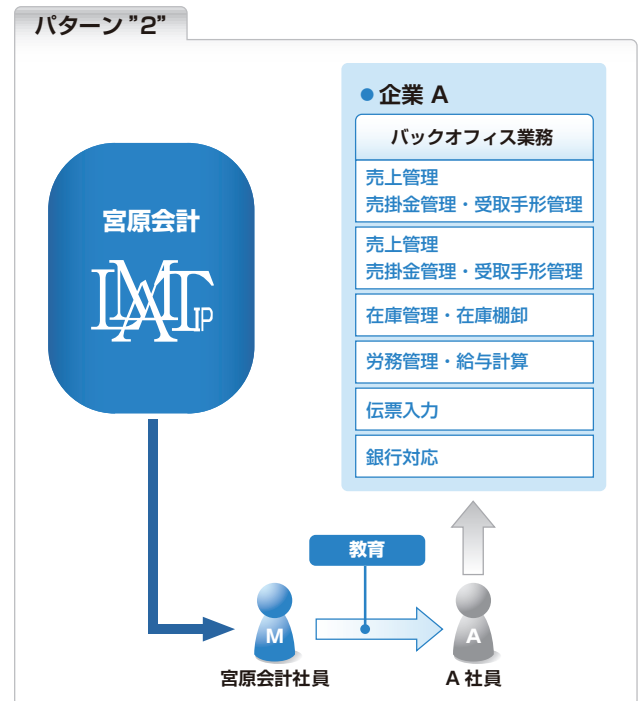 パターン”2”
宮原会計
IP
企業 A
バックオフィス業務
売上管理
売掛金管理・受取手形管理
売上管理
売掛金管理・受取手形管理
在庫管理・在庫棚卸
労務管理・給与計算
伝票入力
銀行対応
教育
M
A
宮原会計社員
A 社員